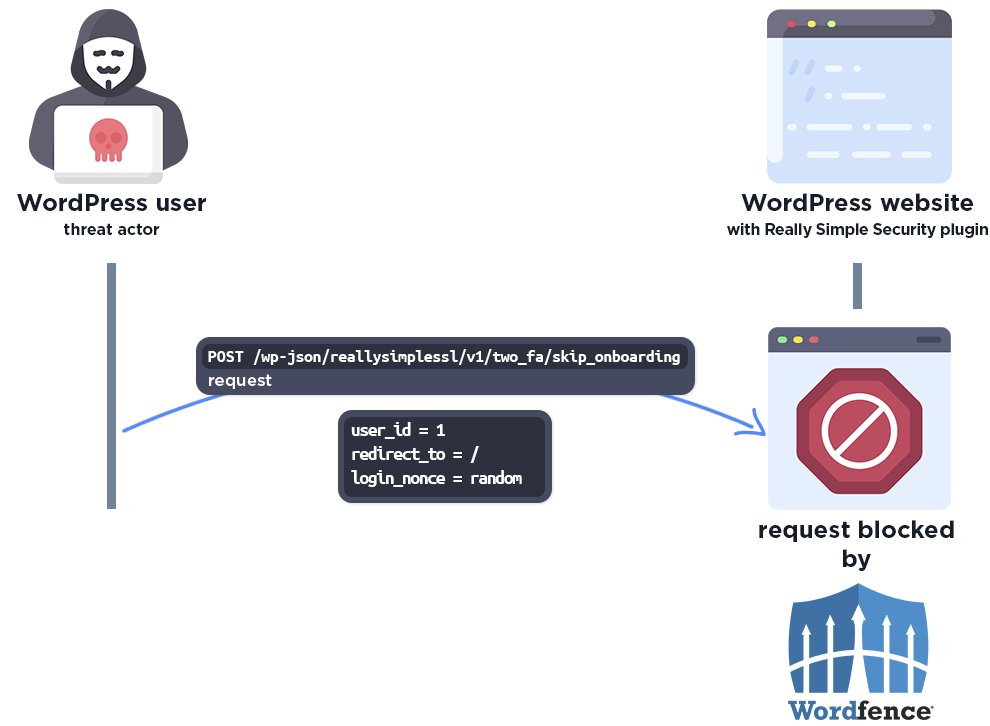 WordPress user
threat actor
WordPress website
with Really Simple Security plugin
POST /wp-json/reallysimplessl/v1/two_fa/skip_onboarding
request
user_id = 1
redirect_to = /
login_nonce = random
request blocked
by
Wordfence